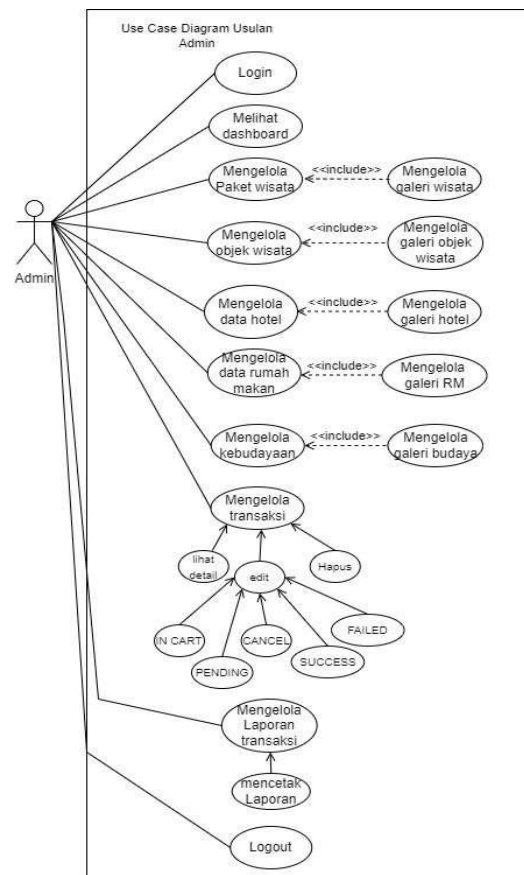 Use Case Diagram Usulan
Admin
Login
Melihat
dashboard
Mengelola
Paket wisata
<<include>>
Mengelola
galeri wisata
Admin
Mengelola
objek wisata
<<include>>
Mengelola
galeri objek
wisata
Mengelola
data hotel
<<include>>
Mengelola
galeri hotel
Mengelola
data rumah
makan
<<include>>
Mengelola
galeri RM
Mengelola
kebudayaan
<<include>>
Mengelola
galeri budaya
Mengelola
transaksi
lihat
detail
edit
Hapus
IN CART
PENDING
CANCEL
SUCCESS
FAILED
Mengelola
Laporan
transaksi
mencetak
Laporan
Logout